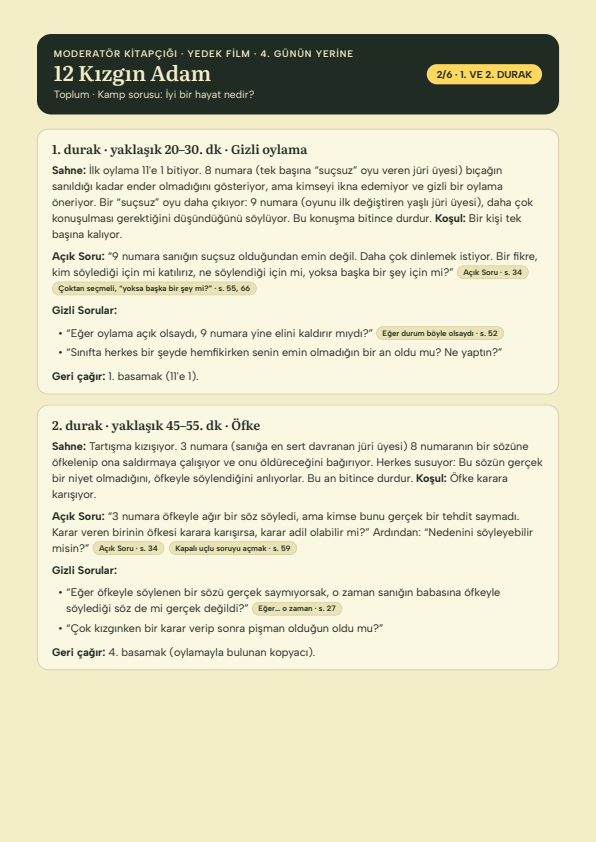 MODERATÖR KİTAPÇIĞI · YEDEK FİLM · 4. GÜNÜN YERİNE
12 Kızgın Adam
Toplum · Kamp sorusu: İyi bir hayat nedir?
2/6 · 1. VE 2. DURAK
1. durak · yaklaşık 20–30. dk · Gizli oylama
Sahne: İlk oylama 11'e 1 bitiyor. 8 numara (tek başına “suçsuz” oyu veren jüri üyesi) bıçağın
sanıldığı kadar ender olmadığını gösteriyor, ama kimseyi ikna edemiyor ve gizli bir oylama
öneriyor. Bir “suçsuz” oyu daha çıkıyor: 9 numara (oyunu ilk değiştiren yaşlı jüri üyesi), daha çok
konuşulması gerektiğini düşündüğünü söylüyor. Bu konuşma bitince durdur. Koşul: Bir kişi tek
başına kalıyor.
Açık Soru: “9 numara sanığın suçsuz olduğundan emin değil. Daha çok dinlemek istiyor. Bir fikre,
kim söylediği için mi katılırız, ne söylendiği için mi, yoksa başka bir şey için mi?” Açık Soru · s. 34
Çoktan seçmeli, “yoksa başka bir şey mi?” · s. 55, 66
Gizli Sorular:
• “Eğer oylama açık olsaydı, 9 numara yine elini kaldırır mıydı?” Eğer durum böyle olsaydı · s. 52
• “Sınıfta herkes bir şeyde hemfikirken senin emin olmadığın bir an oldu mu? Ne yaptın?”
Geri çağır: 1. basamak (11'e 1).
2. durak · yaklaşık 45–55. dk · Öfke
Sahne: Tartışma kızışıyor. 3 numara (sanığa en sert davranan jüri üyesi) 8 numaranın bir sözüne
öfkelenip ona saldırmaya çalışıyor ve onu öldüreceğini bağırıyor. Herkes susuyor: Bu sözün gerçek
bir niyet olmadığını, öfkeyle söylendiğini anlıyorlar. Bu an bitince durdur. Koşul: Öfke karara
karışıyor.
Açık Soru: “3 numara öfkeyle ağır bir söz söyledi, ama kimse bunu gerçek bir tehdit saymadı.
Karar veren birinin öfkesi karara karışırsa, karar adil olabilir mi?” Ardından: “Nedenini söyleyebilir
misin?” Açık Soru · s. 34 Kapalı uçlu soruyu açmak · s. 59
Gizli Sorular:
• “Eğer öfkeyle söylenen bir sözü gerçek saymıyorsak, o zaman sanığın babasına öfkeyle
söylediği söz de mi gerçek değildi?” Eğer… o zaman · s. 27
• “Çok kızgınken bir karar verip sonra pişman olduğun oldu mu?”
Geri çağır: 4. basamak (oylamayla bulunan kopyacı).